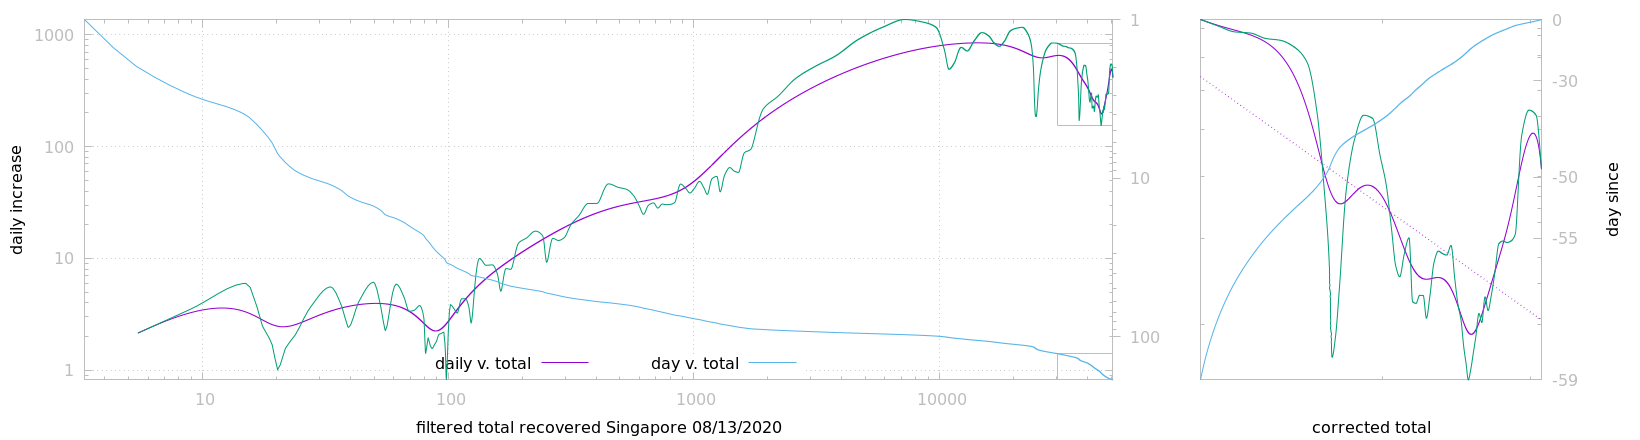 1000
100
10
1
daily increase
10
100
1000
10000
1
10
100
daily v. total
day v. total
filtered total recovered Singapore 08/13/2020
0
-30
-50
-55
-59
day since
corrected total